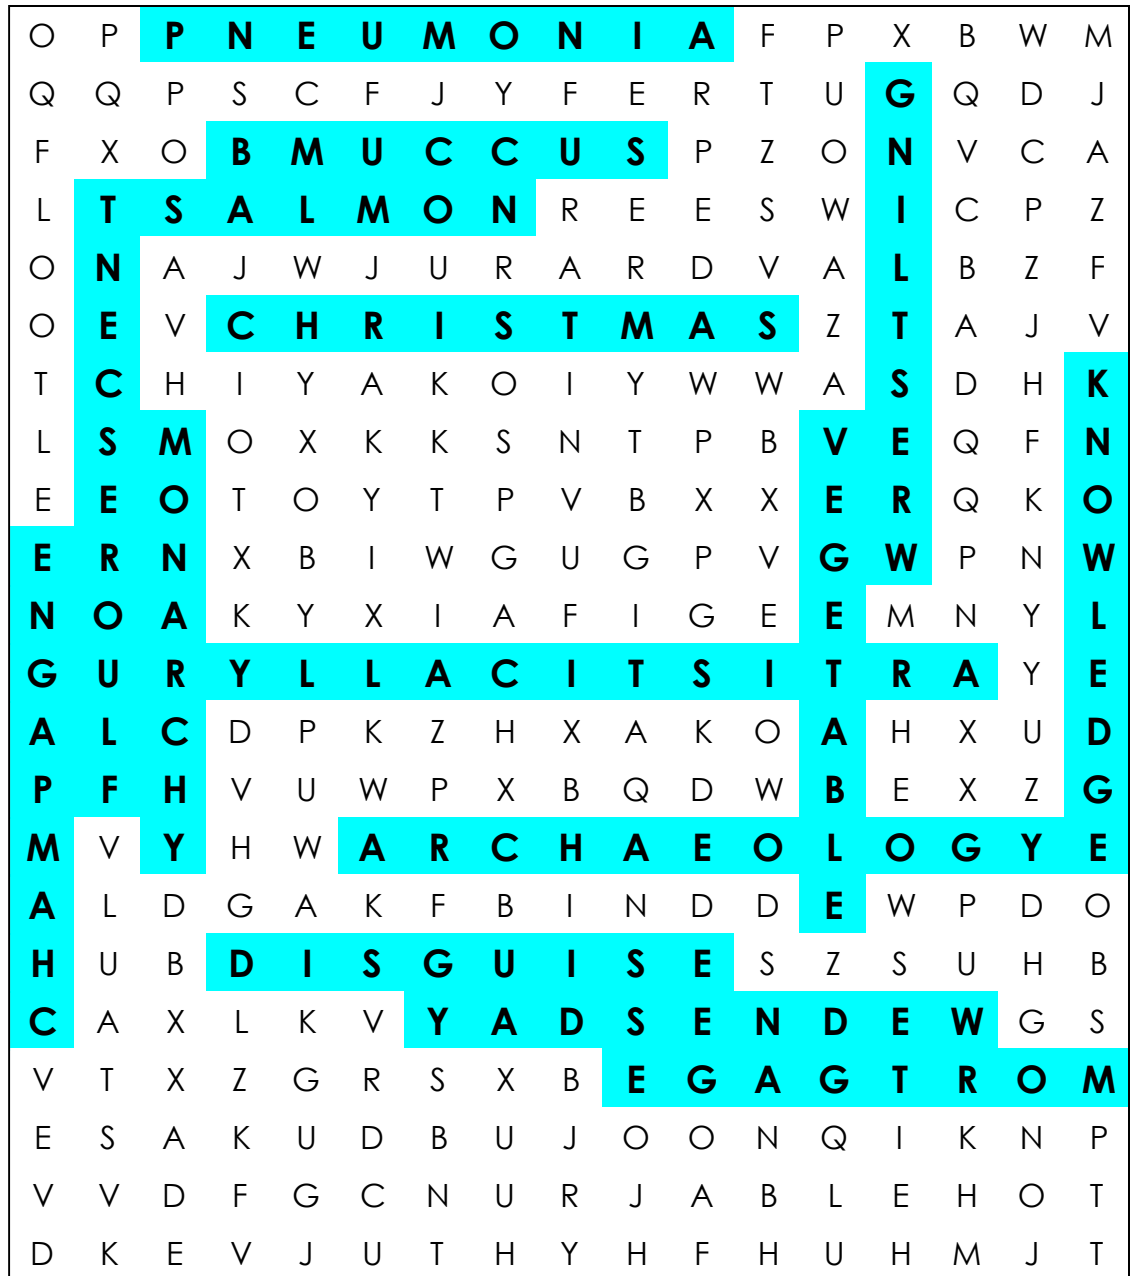 O P P N E U M O N I A F P X B W M
Q Q P S C F J Y F E R T U G Q D J
F X O B M U C C U S P Z O N V C A
L T S A L M O N R E E S W I C P Z
O N A J W J U R A R D V A L B Z F
O E V C H R I S T M A S Z T A J V
T C H I Y A K O I Y W W A S D H K
L S M O X K K S N T P B V E Q F N
E E O T O Y T P V B X X E R Q K O
E R N X B I W G U G P V G W P N W
N O A K Y X I A F I G E E M N Y L
G U R Y L L A C I T S I T R A Y E
A L C D P K Z H X A K O A H X U D
P F H V U W P X B Q D W B E X Z G
M V Y H W A R C H A E O L O G Y E
A L D G A K F B I N D D E W P D O
H U B D I S G U I S E S Z S U H B
C A X L K V Y A D S E N D E W G S
V T X Z G R S X B E G A G T R O M
E S A K U D B U J O O N Q I K N P
V V D F G C N U R J A B L E H O T
D K E V J U T H Y H F H U H M J T